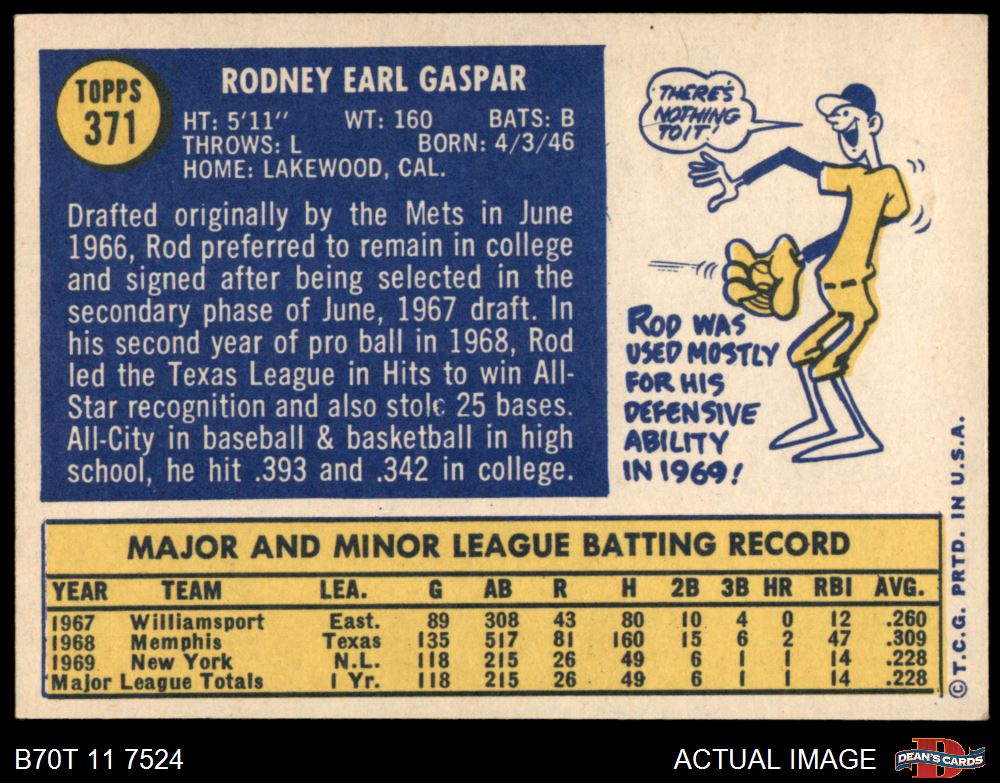 TOPPS
371
RODNEY EARL GASPAR
HT: 5'11" WT: 160 BATS: B
THROWS: L BORN: 4/3/46
HOME: LAKEWOOD, CAL.
Drafted originally by the Mets in June
1966, Rod preferred to remain in college
and signed after being selected in the
secondary phase of June, 1967 draft. In
his second year of pro ball in 1968, Rod
led the Texas League in Hits to win All-
Star recognition and also stole 25 bases.
All-City in baseball & basketball in high
school, he hit .393 and .342 in college.
THERE'S
NOTHING
TO IT!
ROD WAS
USED MOSTLY
FOR HIS
DEFENSIVE
ABILITY
IN 1969!
MAJOR AND MINOR LEAGUE BATTING RECORD
YEAR TEAM LEA. G AB R H 2B 3B HR RBI AVG.
1967 Williamsport East. 89 308 43 80 10 4 0 12 .260
1968 Memphis Texas 135 517 81 160 15 6 2 47 .309
1969 New York N.L. 118 215 26 49 6 1 1 14 .228
Major League Totals 1 Yr. 118 215 26 49 6 1 1 14 .228
© T.C.G. PRTD. IN U.S.A.
B70T 11 7524
ACTUAL IMAGE
D
DEAN'S CARDS